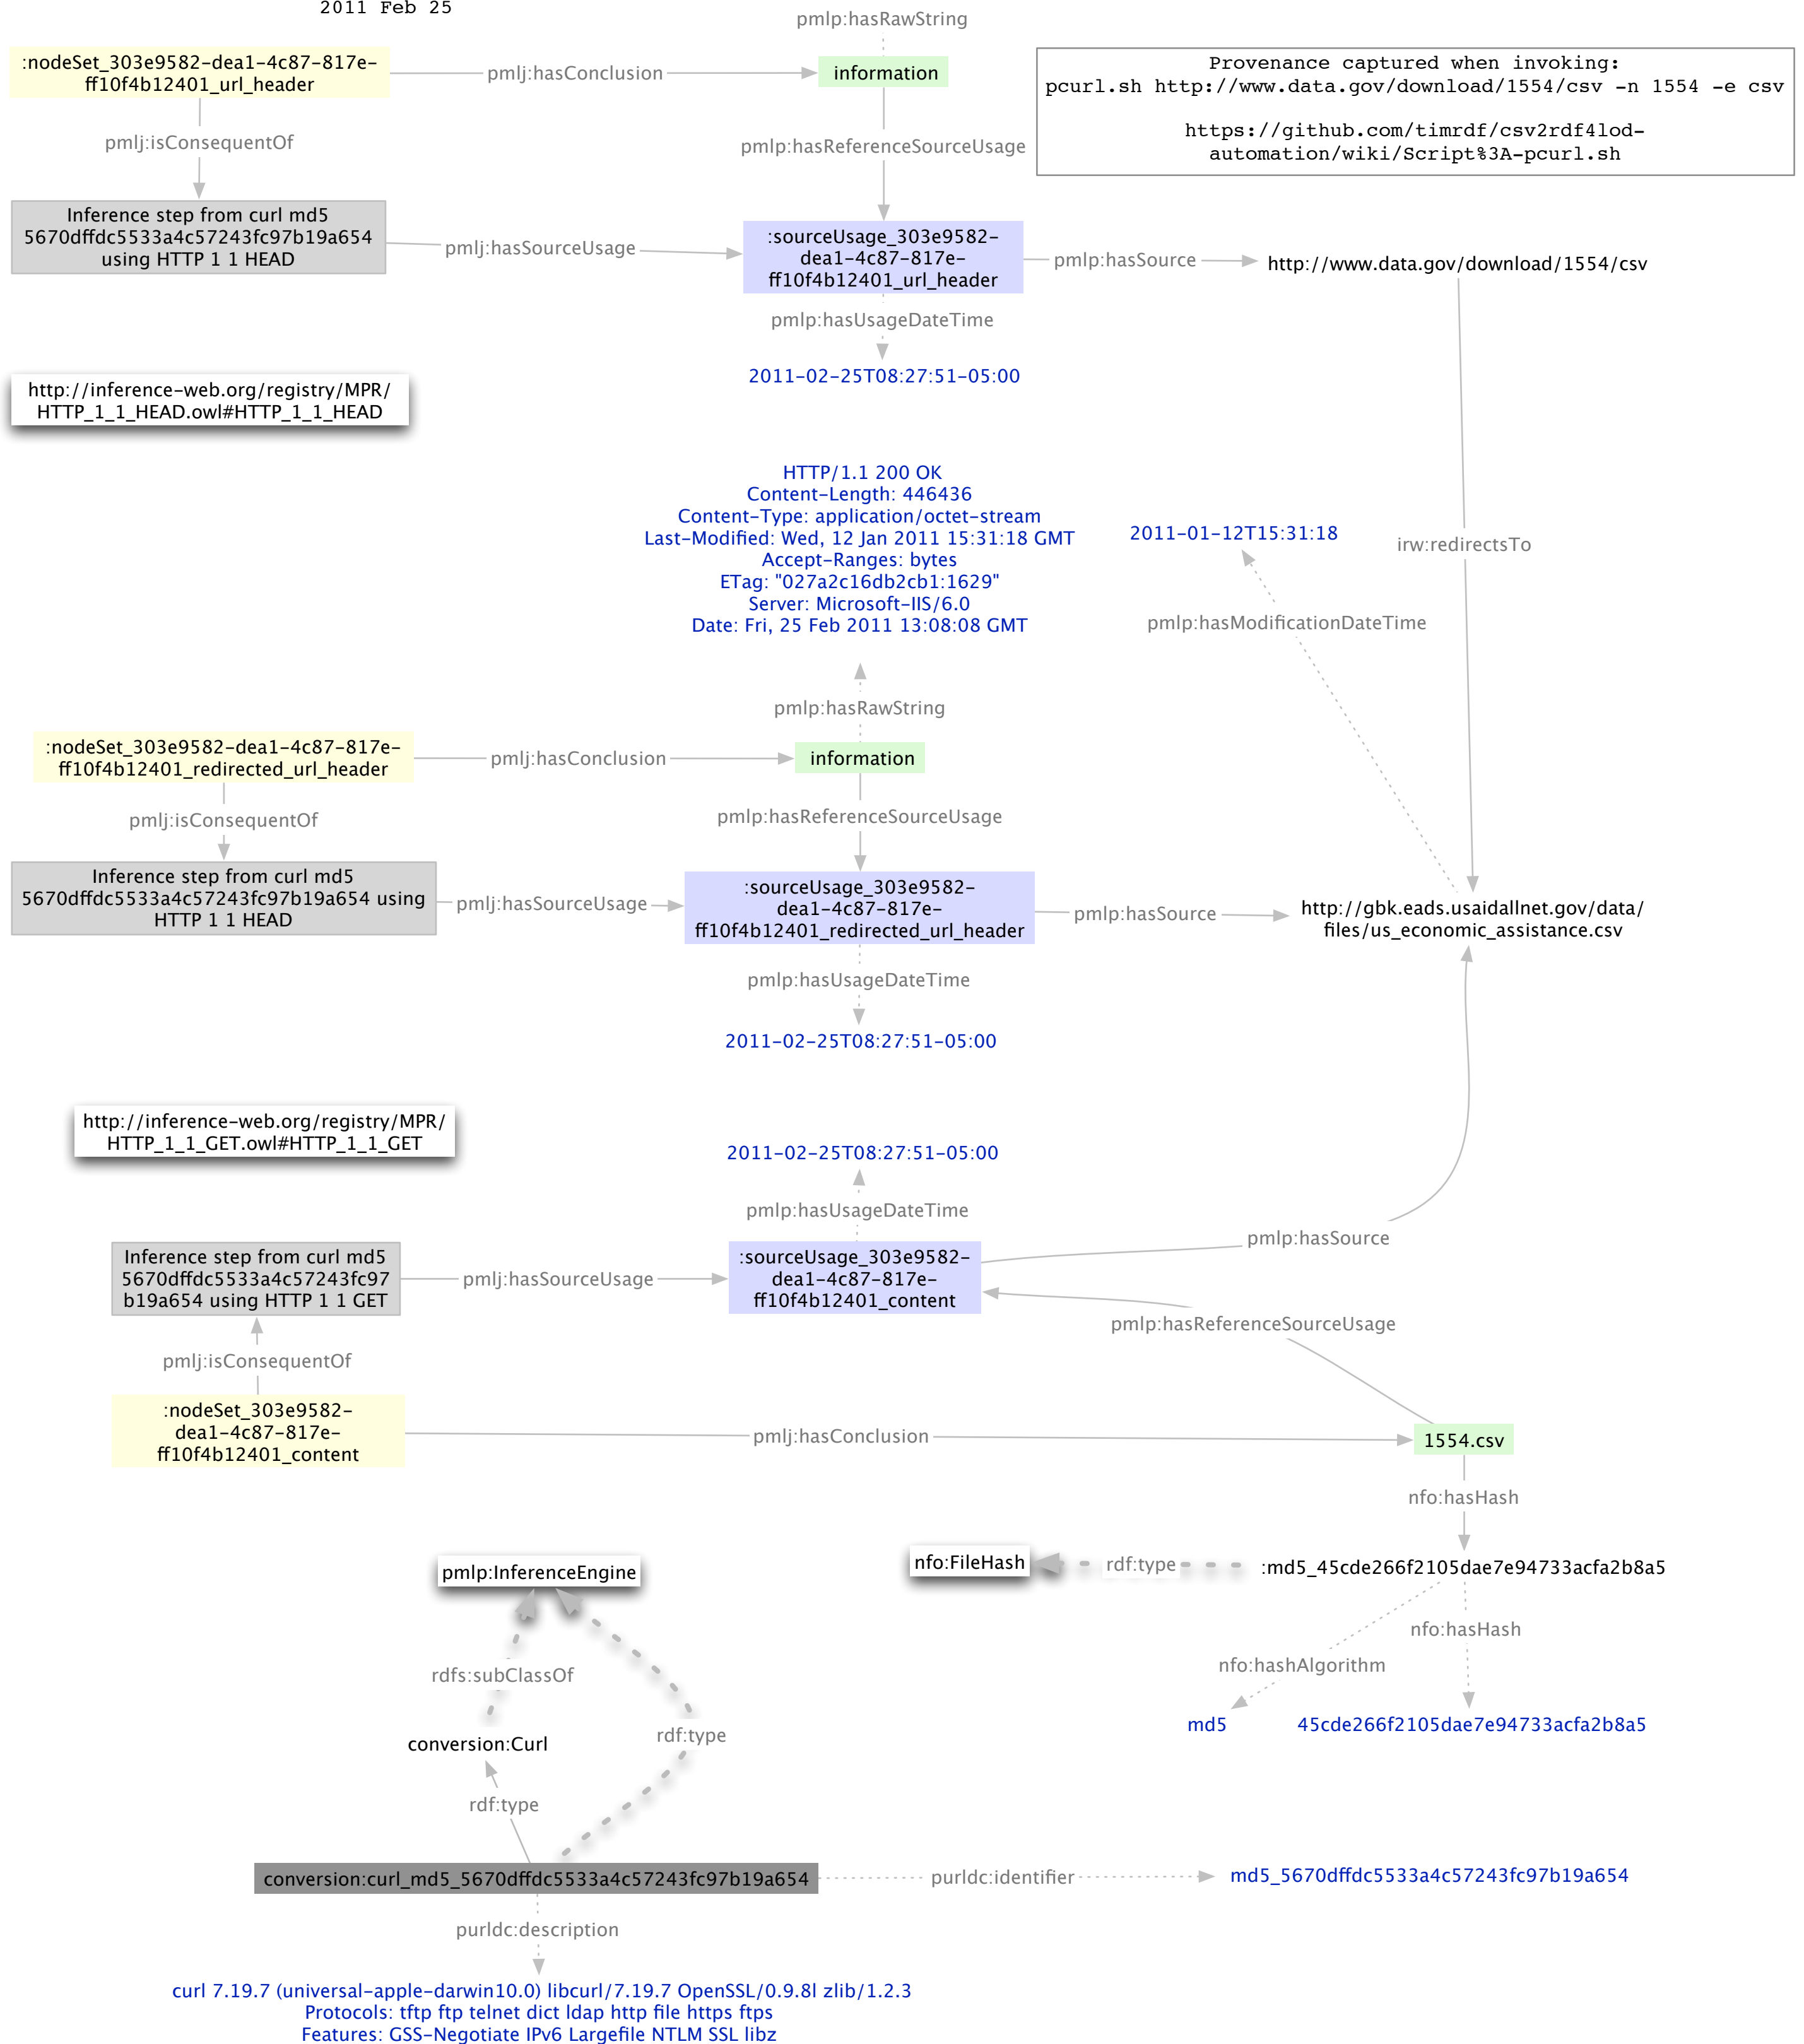 2011 Feb 25
pmlp:hasRawString
:nodeSet_303e9582-dea1-4c87-817e-
ff10f4b12401_url_header
pmlj:hasConclusion
information
Provenance captured when invoking:
pcurl.sh http://www.data.gov/download/1554/csv -n 1554 -e csv
https://github.com/timrdf/csv2rdf4lod-
automation/wiki/Script%3A-pcurl.sh
pmlj:isConsequentOf
pmlp:hasReferenceSourceUsage
Inference step from curl md5
5670dffdc5533a4c57243fc97b19a654
using HTTP 1 1 HEAD
pmlj:hasSourceUsage
:sourceUsage_303e9582-
dea1-4c87-817e-
ff10f4b12401_url_header
pmlp:hasSource
http://www.data.gov/download/1554/csv
pmlp:hasUsageDateTime
2011-02-25T08:27:51-05:00
http://inference-web.org/registry/MPR/
HTTP_1_1_HEAD.owl#HTTP_1_1_HEAD
HTTP/1.1 200 OK
Content-Length: 446436
Content-Type: application/octet-stream
Last-Modified: Wed, 12 Jan 2011 15:31:18 GMT
Accept-Ranges: bytes
ETag: "027a2c16db2cb1:1629"
Server: Microsoft-IIS/6.0
Date: Fri, 25 Feb 2011 13:08:08 GMT
2011-01-12T15:31:18
irw:redirectsTo
pmlp:hasModificationDateTime
pmlp:hasRawString
:nodeSet_303e9582-dea1-4c87-817e-
ff10f4b12401_redirected_url_header
pmlj:hasConclusion
information
pmlj:isConsequentOf
pmlp:hasReferenceSourceUsage
Inference step from curl md5
5670dffdc5533a4c57243fc97b19a654 using
HTTP 1 1 HEAD
pmlj:hasSourceUsage
:sourceUsage_303e9582-
dea1-4c87-817e-
ff10f4b12401_redirected_url_header
pmlp:hasSource
http://gbk.eads.usaidallnet.gov/data/
files/us_economic_assistance.csv
pmlp:hasUsageDateTime
2011-02-25T08:27:51-05:00
http://inference-web.org/registry/MPR/
HTTP_1_1_GET.owl#HTTP_1_1_GET
2011-02-25T08:27:51-05:00
pmlp:hasUsageDateTime
pmlp:hasSource
Inference step from curl md5
5670dffdc5533a4c57243fc97
b19a654 using HTTP 1 1 GET
pmlj:hasSourceUsage
:sourceUsage_303e9582-
dea1-4c87-817e-
ff10f4b12401_content
pmlp:hasReferenceSourceUsage
pmlj:isConsequentOf
:nodeSet_303e9582-
dea1-4c87-817e-
ff10f4b12401_content
pmlj:hasConclusion
1554.csv
nfo:hasHash
pmlp:InferenceEngine
nfo:FileHash
rdf:type
:md5_45cde266f2105dae7e94733acfa2b8a5
nfo:hasHash
nfo:hashAlgorithm
rdfs:subClassOf
md5
45cde266f2105dae7e94733acfa2b8a5
rdf:type
conversion:Curl
rdf:type
conversion:curl_md5_5670dffdc5533a4c57243fc97b19a654
purldc:identifier
md5_5670dffdc5533a4c57243fc97b19a654
purldc:description
curl 7.19.7 (universal-apple-darwin10.0) libcurl/7.19.7 OpenSSL/0.9.8l zlib/1.2.3
Protocols: tftp ftp telnet dict ldap http file https ftps
Features: GSS-Negotiate IPv6 Largefile NTLM SSL libz